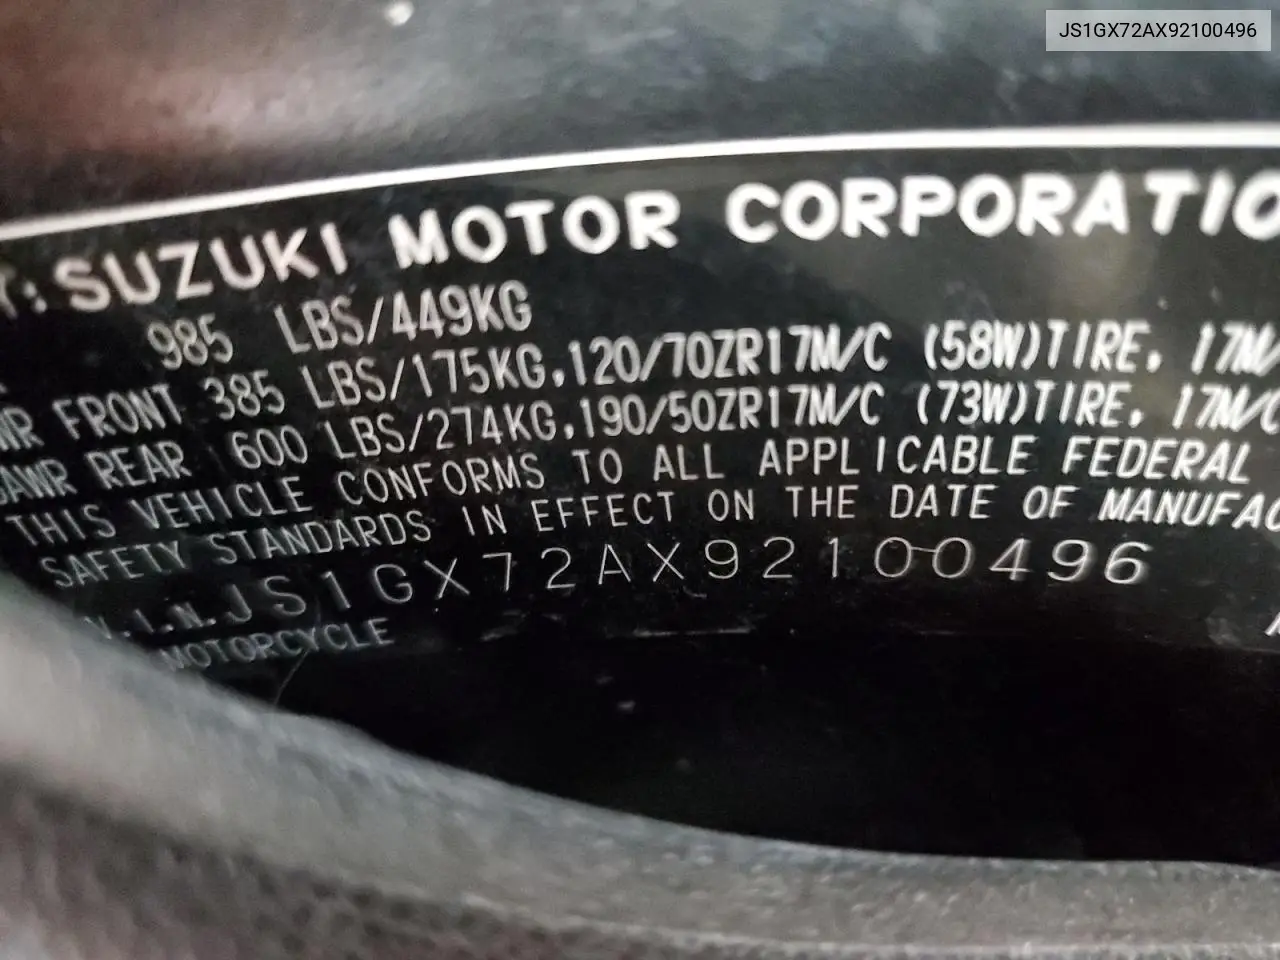 JS1GX72AX92100496
Y: SUZUKI MOTOR CORPORATIO
985 LBS/449KG
WR FRONT 385 LBS/175KG, 120/70ZR17M/C (58W)TIRE, 17M/
GAWR REAR 600 LBS/274KG, 190/50ZR17M/C (73W)TIRE, 17M/C
THIS VEHICLE CONFORMS TO ALL APPLICABLE FEDERAL
SAFETY STANDARDS IN EFFECT ON THE DATE OF MANUFAC
V.I.N. JS1GX72AX92100496
MOTORCYCLE